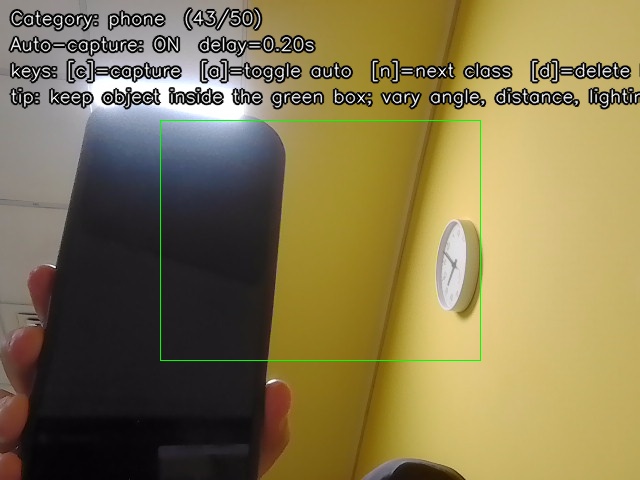 Category: phone (43/50)
Auto-capture: ON delay=0.20s
keys: [c]=capture [a]=toggle auto [n]=next class [d]=delete
tip: keep object inside the green box; vary angle, distance,